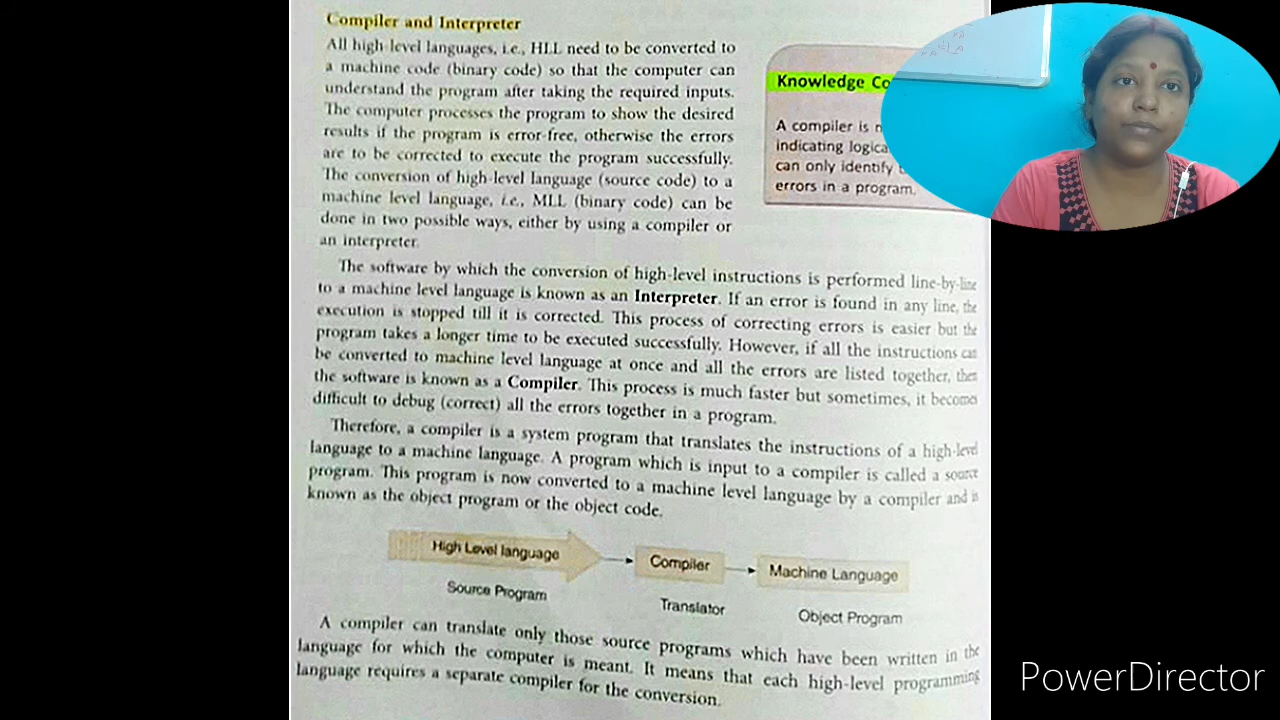 Compiler and Interpreter
All high-level languages, i.e., HLL need to be converted to
a machine code (binary code) so that the computer can
understand the program after taking the required inputs.
The computer processes the program to show the desired
results if the program is error-free, otherwise the errors
are to be corrected to execute the program successfully.
The conversion of high-level language (source code) to a
machine level language, i.e., MLL (binary code) can be
done in two possible ways, either by using a compiler or
an interpreter.
Knowledge Co
A compiler is n
indicating logica
can only identify
errors in a program.
The software by which the conversion of high-level instructions is performed line-by-line
to a machine level language is known as an Interpreter. If an error is found in any line, the
execution is stopped till it is corrected. This process of correcting errors is easier but the
program takes a longer time to be executed successfully. However, if all the instructions can
be converted to machine level language at once and all the errors are listed together, then
the software is known as a Compiler. This process is much faster but sometimes, it becomes
difficult to debug (correct) all the errors together in a program.
Therefore, a compiler is a system program that translates the instructions of a high-level
language to a machine language. A program which is input to a compiler is called a source
program. This program is now converted to a machine level language by a compiler and is
known as the object program or the object code.
High Level language
Compiler
Machine Language
Source Program
Translator
Object Program
A compiler can translate only those source programs which have been written in the
language for which the computer is meant. It means that each high-level programming
language requires a separate compiler for the conversion.
PowerDirector